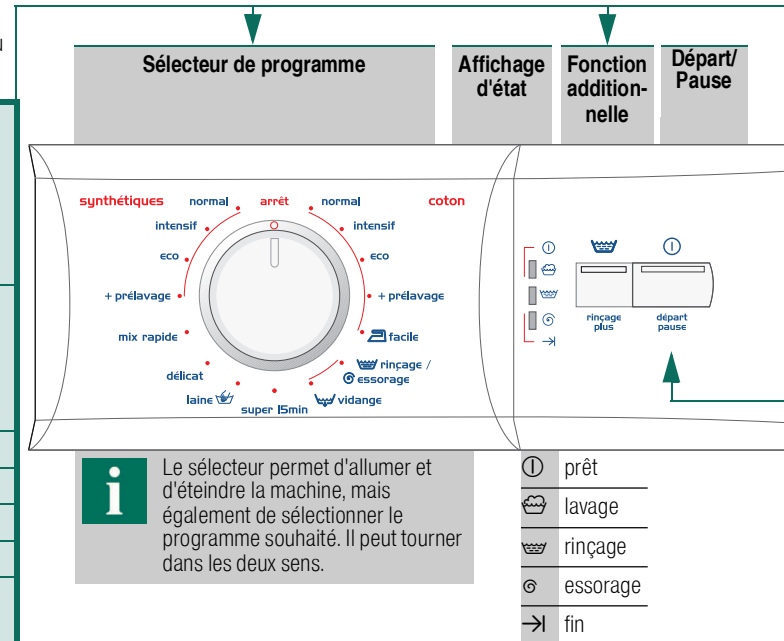 Sélecteur de programme
Affichage
d'état
Fonction
addition-
nelle
Départ/
Pause
synthétiques
normal
arrêt
normal
coton
intensif
intensif
eco
eco
+ prélavage
+ prélavage
mix rapide
facile
délicat
rinçage /
essorage
laine
super 15min
vidange
rinçage
plus
départ
pause
i
Le sélecteur permet d'allumer et
d'éteindre la machine, mais
également de sélectionner le
programme souhaité. Il peut tourner
dans les deux sens.
prêt
lavage
rinçage
essorage
fin